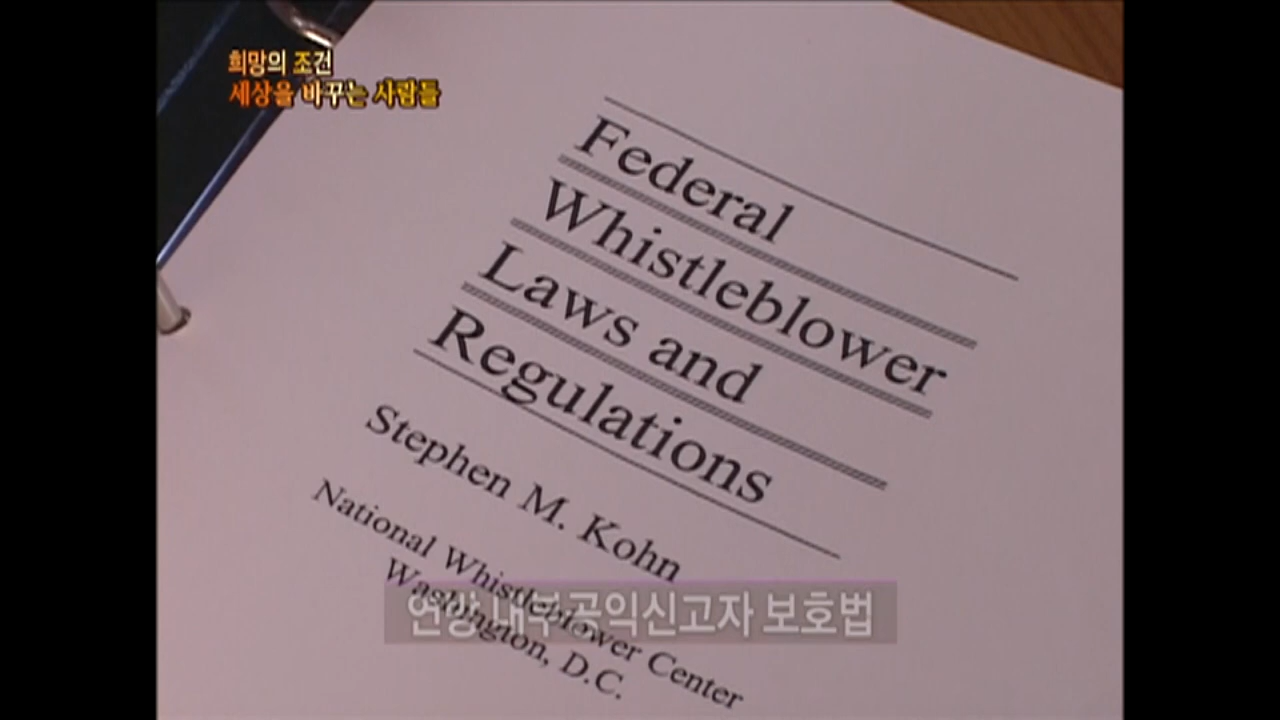 희망의 조건
세상을 바꾸는 사람들
Federal
Whistleblower
Laws and
Regulations
Stephen M. Kohn
National Whistleblower Center
Washington, D.C.
연방 내부공익신고자 보호법